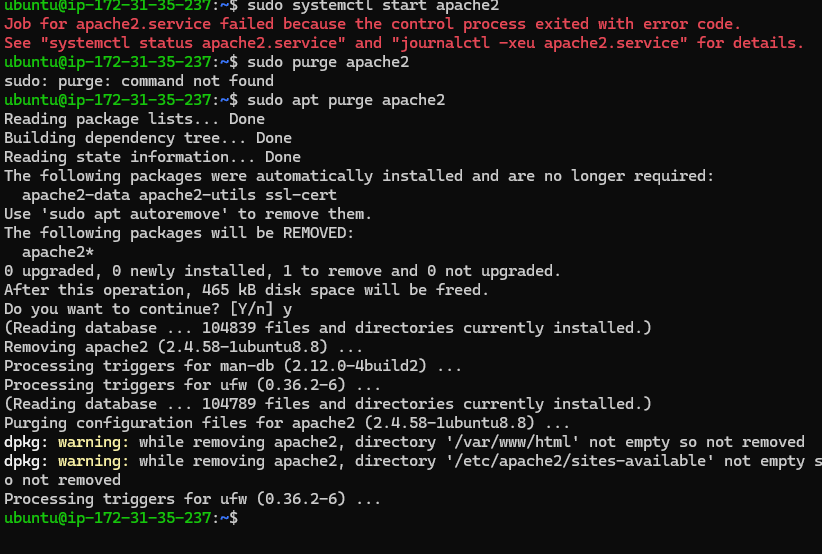 ubuntu@ip-172-31-35-237:~$ sudo systemctl start apache2
Job for apache2.service failed because the control process exited with error code.
See "systemctl status apache2.service" and "journalctl -xeu apache2.service" for details.
ubuntu@ip-172-31-35-237:~$ sudo purge apache2
sudo: purge: command not found
ubuntu@ip-172-31-35-237:~$ sudo apt purge apache2
Reading package lists... Done
Building dependency tree... Done
Reading state information... Done
The following packages were automatically installed and are no longer required:
  apache2-data apache2-utils ssl-cert
Use 'sudo apt autoremove' to remove them.
The following packages will be REMOVED:
  apache2*
0 upgraded, 0 newly installed, 1 to remove and 0 not upgraded.
After this operation, 465 kB disk space will be freed.
Do you want to continue? [Y/n] y
(Reading database ... 104839 files and directories currently installed.)
Removing apache2 (2.4.58-1ubuntu8.8) ...
Processing triggers for man-db (2.12.0-4build2) ...
Processing triggers for ufw (0.36.2-6) ...
(Reading database ... 104789 files and directories currently installed.)
Purging configuration files for apache2 (2.4.58-1ubuntu8.8) ...
dpkg: warning: while removing apache2, directory '/var/www/html' not empty so not removed
dpkg: warning: while removing apache2, directory '/etc/apache2/sites-available' not empty s
o not removed
Processing triggers for ufw (0.36.2-6) ...
ubuntu@ip-172-31-35-237:~$